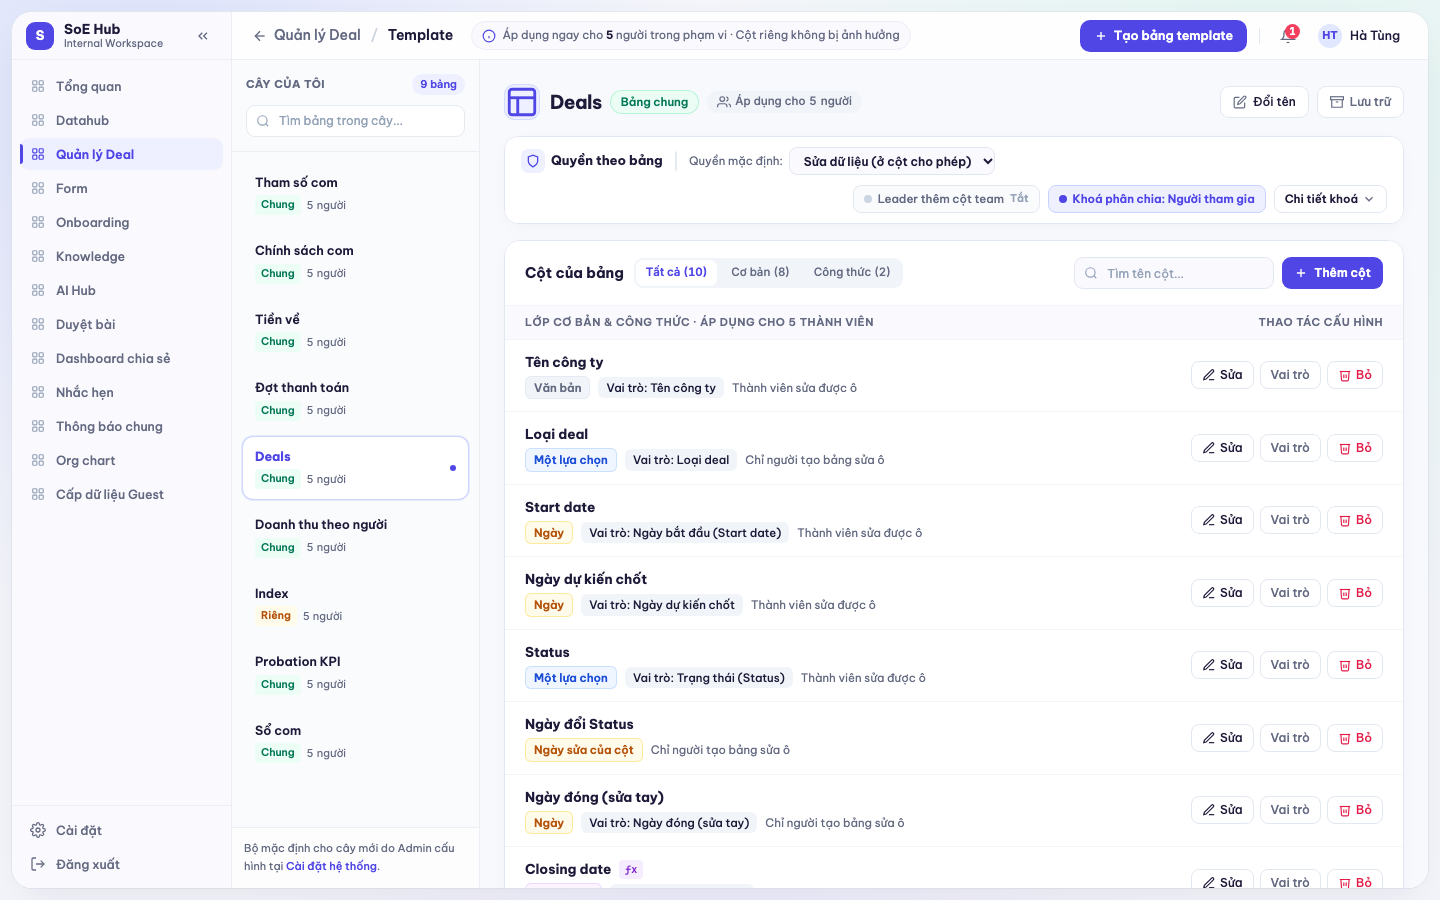 S
SoE Hub
Internal Workspace
Tổng quan
Datahub
Quản lý Deal
Form
Onboarding
Knowledge
AI Hub
Duyệt bài
Dashboard chia sẻ
Nhắc hẹn
Thông báo chung
Org chart
Cấp dữ liệu Guest
Cài đặt
Đăng xuất
Quản lý Deal / Template
Áp dụng ngay cho 5 người trong phạm vi · Cột riêng không bị ảnh hưởng
+ Tạo bảng template
1
HT Hà Tùng
CÂY CỦA TÔI 9 bảng
Tìm bảng trong cây...
Tham số com
Chung 5 người
Chính sách com
Chung 5 người
Tiền về
Chung 5 người
Đợt thanh toán
Chung 5 người
Deals
Chung 5 người
Doanh thu theo người
Chung 5 người
Index
Riêng 5 người
Probation KPI
Chung 5 người
Sổ com
Chung 5 người
Bộ mặc định cho cây mới do Admin cấu
hình tại Cài đặt hệ thống.
Deals Bảng chung Áp dụng cho 5 người
Đổi tên Lưu trữ
Quyền theo bảng Quyền mặc định: Sửa dữ liệu (ở cột cho phép)
Leader thêm cột team Tắt Khoá phân chia: Người tham gia Chi tiết khoá
Cột của bảng Tất cả (10) Cơ bản (8) Công thức (2)
Tìm tên cột...
+ Thêm cột
LỚP CƠ BẢN & CÔNG THỨC · ÁP DỤNG CHO 5 THÀNH VIÊN THAO TÁC CẤU HÌNH
Tên công ty
Văn bản Vai trò: Tên công ty Thành viên sửa được ô
Sửa Vai trò Bỏ
Loại deal
Một lựa chọn Vai trò: Loại deal Chỉ người tạo bảng sửa ô
Sửa Vai trò Bỏ
Start date
Ngày Vai trò: Ngày bắt đầu (Start date) Thành viên sửa được ô
Sửa Vai trò Bỏ
Ngày dự kiến chốt
Ngày Vai trò: Ngày dự kiến chốt Thành viên sửa được ô
Sửa Vai trò Bỏ
Status
Một lựa chọn Vai trò: Trạng thái (Status) Thành viên sửa được ô
Sửa Vai trò Bỏ
Ngày đổi Status
Ngày sửa của cột Chỉ người tạo bảng sửa ô
Sửa Vai trò Bỏ
Ngày đóng (sửa tay)
Ngày Vai trò: Ngày đóng (sửa tay) Chỉ người tạo bảng sửa ô
Sửa Vai trò Bỏ
Closing date ƒx
Sửa Vai trò Bỏ